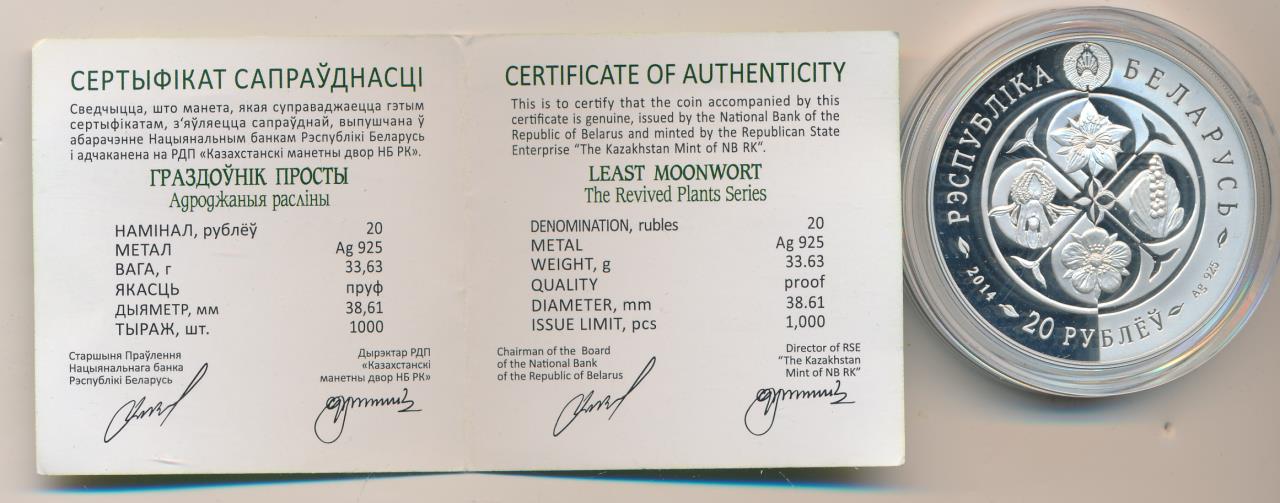 СЕРТЫФІКАТ САПРАЎДНАСЦІ
Сведчыцца, што манета, якая суправаджаецца гэтым
сертыфікатам, з'яўляецца сапраўднай, выпушчана ў
абарачэнне Нацыянальным банкам Рэспублікі Беларусь
і адчаканена на РДП «Казахстанскі манетны двор НБ РК».
ГРАЗДОЎНІК ПРОСТЫ
Адроджаныя расліны
НАМІНАЛ, рублёў 20
МЕТАЛ Ag 925
ВАГА, г 33,63
ЯКАСЦЬ пруф
ДЫЯМЕТР, мм 38,61
ТЫРАЖ, шт. 1000
Старшыня Праўлення
Нацыянальнага банка
Рэспублікі Беларусь
Дырэктар РДП
«Казахстанскі
манетны двор НБ РК»
CERTIFICATE OF AUTHENTICITY
This is to certify that the coin accompanied by this
certificate is genuine, issued by the National Bank of the
Republic of Belarus and minted by the Republican State
Enterprise "The Kazakhstan Mint of NB RK".
LEAST MOONWORT
The Revived Plants Series
DENOMINATION, rubles 20
METAL Ag 925
WEIGHT, g 33.63
QUALITY proof
DIAMETER, mm 38.61
ISSUE LIMIT, pcs 1,000
Chairman of the Board
of the National Bank
of the Republic of Belarus
Director of RSE
"The Kazakhstan
Mint of NB RK"
РЭСПУБЛІКА БЕЛАРУСЬ
2014
20 РУБЛЁЎ
Ag 925